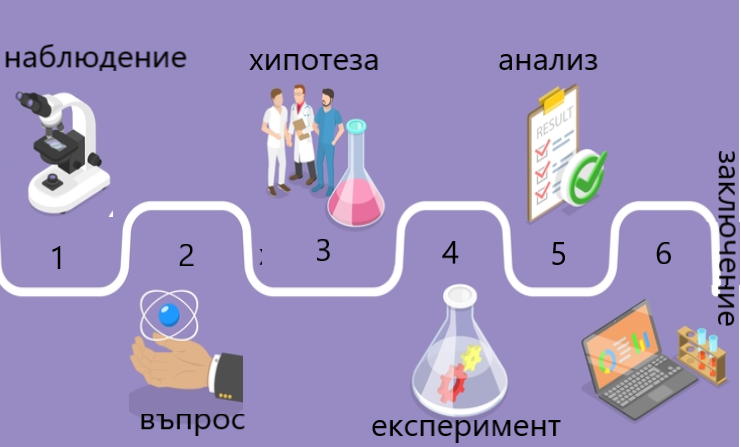 наблюдение
хипотеза
анализ
RESULT
заключение
1
2
3
4
5
6
въпрос
експеримент